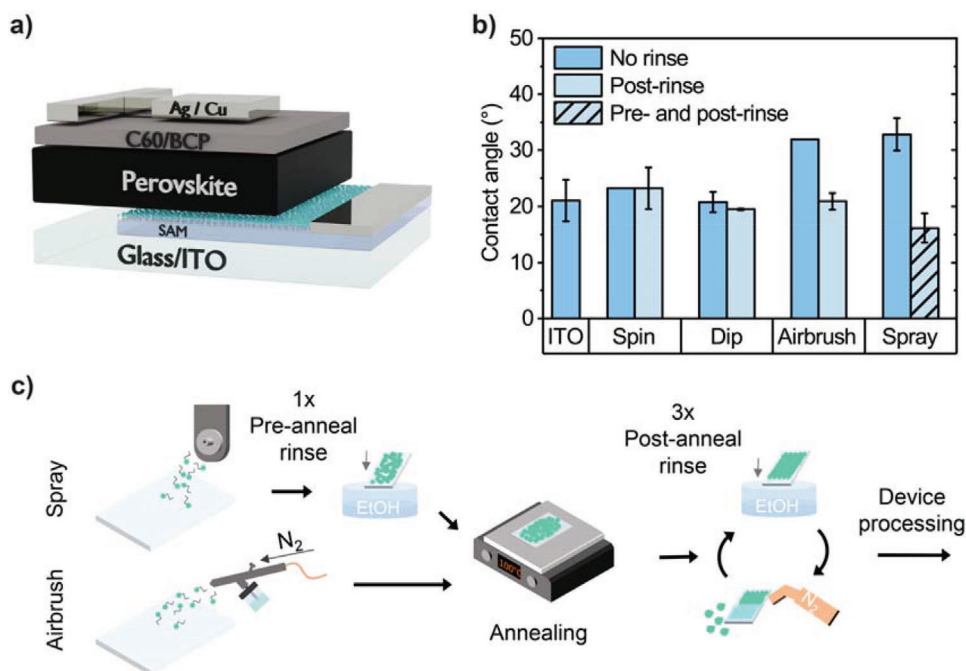 a)
Ag / Cu
C60/BCP
Perovskite
SAM
Glass/ITO
b)
50
40
30
20
10
0
Contact angle (°)
No rinse
Post-rinse
Pre- and post-rinse
ITO
Spin
Dip
Airbrush
Spray
c)
Spray
1x
Pre-anneal
rinse
EtOH
Airbrush
N2
100°C
Annealing
3x
Post-anneal
rinse
EtOH
N2
Device
processing